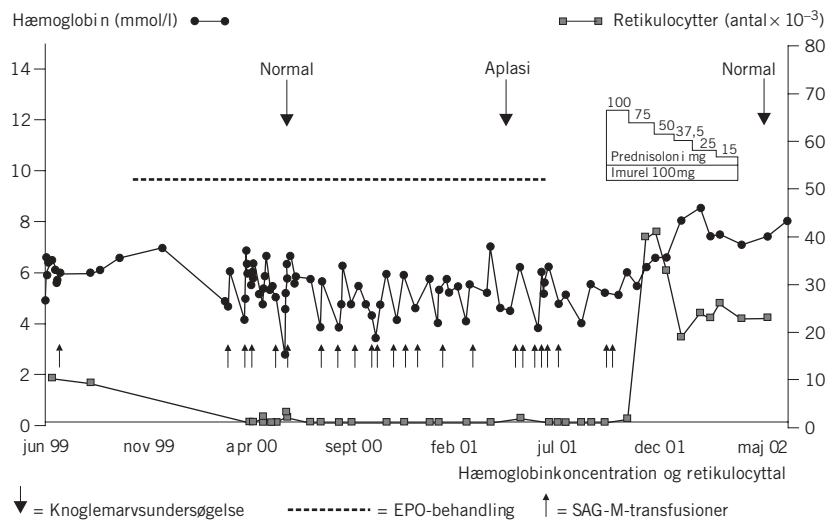 Hæmoglobin (mmol/l)
Retikulocytter (antal × 10⁻³)
14
12
10
8
6
4
2
0
80
70
60
50
40
30
20
10
0
Normal
Aplasi
Normal
100
75
50
37,5
25
15
Prednisolon i mg
Imurel 100mg
jun 99 nov 99 apr 00 sept 00 feb 01 jul 01 dec 01 maj 02
Hæmoglobinkoncentration og retikulocyttal
= Knoglemarvsundersøgelse = EPO-behandling = SAG-M-transfusioner